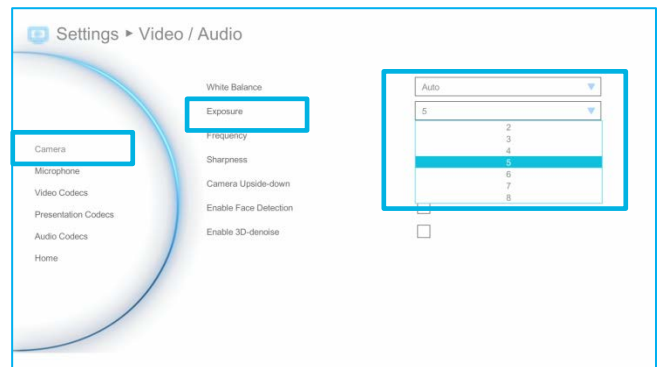 Settings ▸ Video / Audio
White Balance
Auto
Exposure
5
Frequency
2
3
4
5
6
7
8
Sharpness
Camera Upside-down
Enable Face Detection
Enable 3D-denoise
Camera
Microphone
Video Codecs
Presentation Codecs
Audio Codecs
Home